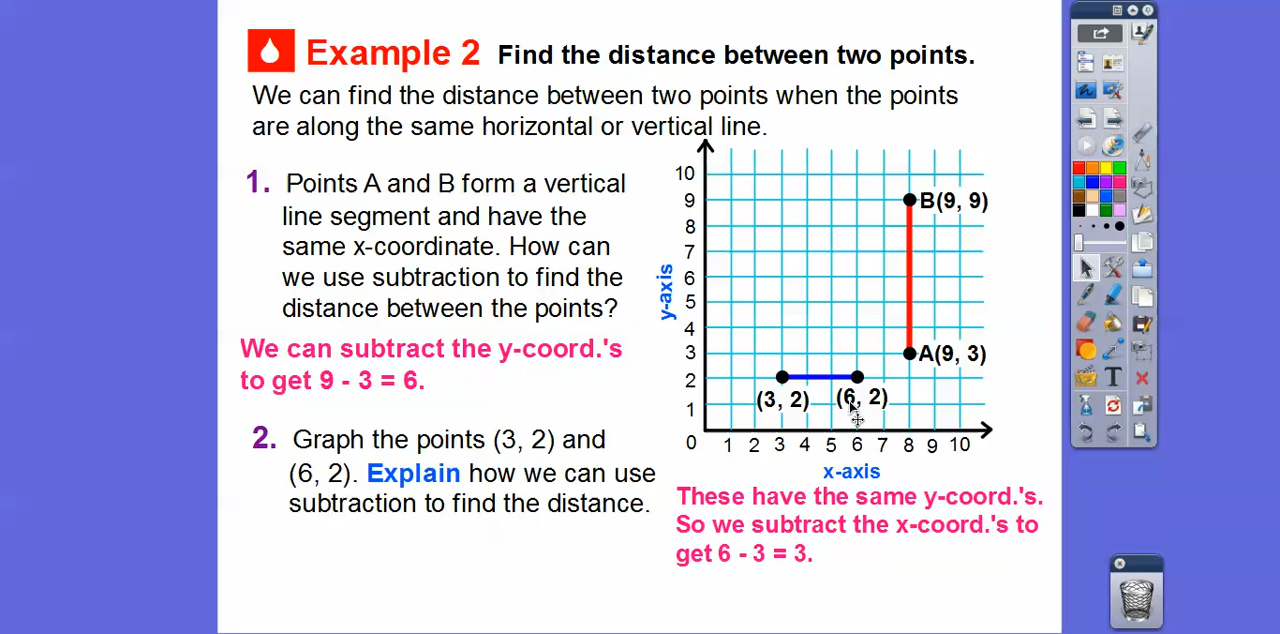 Example 2 Find the distance between two points.
We can find the distance between two points when the points
are along the same horizontal or vertical line.
1. Points A and B form a vertical
line segment and have the
same x-coordinate. How can
we use subtraction to find the
distance between the points?
We can subtract the y-coord.'s
to get 9 - 3 = 6.
2. Graph the points (3, 2) and
(6, 2). Explain how we can use
subtraction to find the distance.
y-axis
10
9
8
7
6
5
4
3
2
1
0
1 2 3 4 5 6 7 8 9 10
x-axis
B(9, 9)
A(9, 3)
(3, 2) (6, 2)
These have the same y-coord.'s.
So we subtract the x-coord.'s to
get 6 - 3 = 3.
T